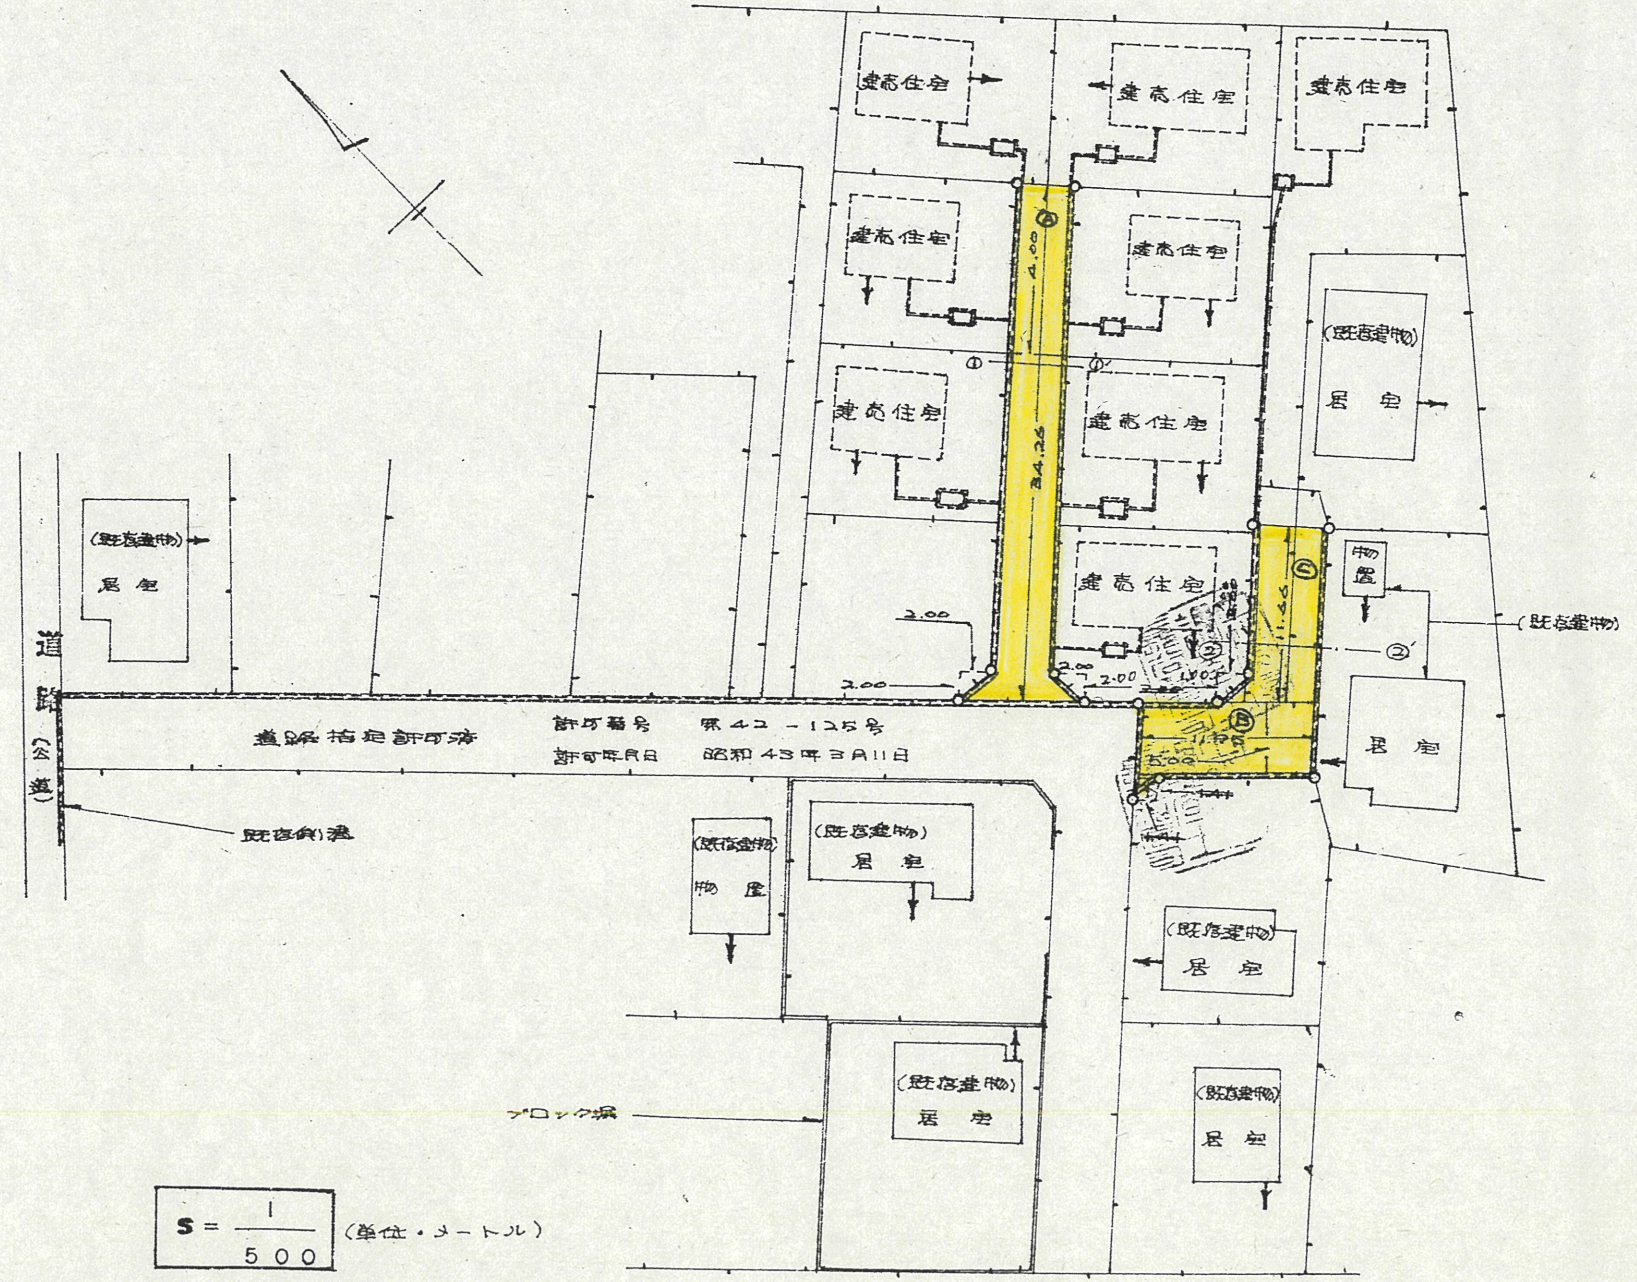 建売住宅
建売住宅
建売住宅
建売住宅
建売住宅
建売住宅
建売住宅
建売住宅
Ⓐ
4.00
34.26
①
①'
(既存建物)
居宅
(既存建物)
居宅
2.00
2.00
2.00
2.00
②
②'
11.66
物置
(既存建物)
居宅
道路
(公道)
道路指定許可済
許可番号 第42-125号
許可年月日 昭和43年3月11日
Ⓑ
既存側溝
(既存建物)
物置
(既存建物)
居宅
(既存建物)
居宅
(既存建物)
居宅
(既存建物)
居宅
ブロック塀
S = 1/500 (単位・メートル)